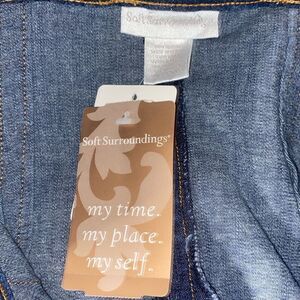 Soft Surroundings
Soft Surroundings®
my time.
my place.
my self.